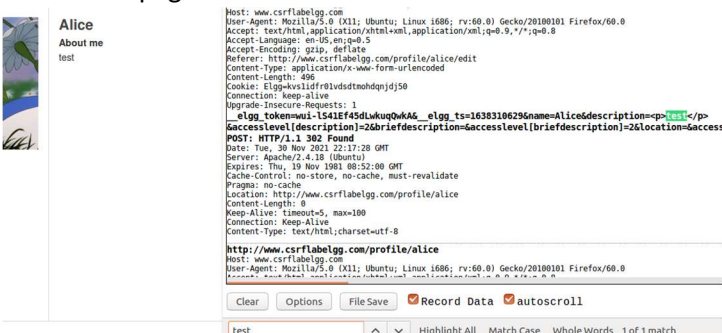 Alice
About me
test
Host: www.csrflabelgg.com
User-Agent: Mozilla/5.0 (X11; Ubuntu; Linux i686; rv:60.0) Gecko/20100101 Firefox/60.0
Accept: text/html,application/xhtml+xml,application/xml;q=0.9,*/*;q=0.8
Accept-Language: en-US,en;q=0.5
Accept-Encoding: gzip, deflate
Referer: http://www.csrflabelgg.com/profile/alice/edit
Content-Type: application/x-www-form-urlencoded
Content-Length: 496
Cookie: Elgg=kvs1idfr01vdsdtmohdqnjdj50
Connection: keep-alive
Upgrade-Insecure-Requests: 1
__elgg_token=wui-lS41Ef45dLwkuqQwkA&__elgg_ts=1638310629&name=Alice&description=<p>test</p>
&accesslevel[description]=2&briefdescription=&accesslevel[briefdescription]=2&location=&access
POST: HTTP/1.1 302 Found
Date: Tue, 30 Nov 2021 22:17:28 GMT
Server: Apache/2.4.18 (Ubuntu)
Expires: Thu, 19 Nov 1981 08:52:00 GMT
Cache-Control: no-store, no-cache, must-revalidate
Pragma: no-cache
Location: http://www.csrflabelgg.com/profile/alice
Content-Length: 0
Keep-Alive: timeout=5, max=100
Connection: Keep-Alive
Content-Type: text/html;charset=utf-8
http://www.csrflabelgg.com/profile/alice
Host: www.csrflabelgg.com
User-Agent: Mozilla/5.0 (X11; Ubuntu; Linux i686; rv:60.0) Gecko/20100101 Firefox/60.0
Clear Options File Save Record Data autoscroll
test Highlight All Match Case Whole Words 1 of 1 match